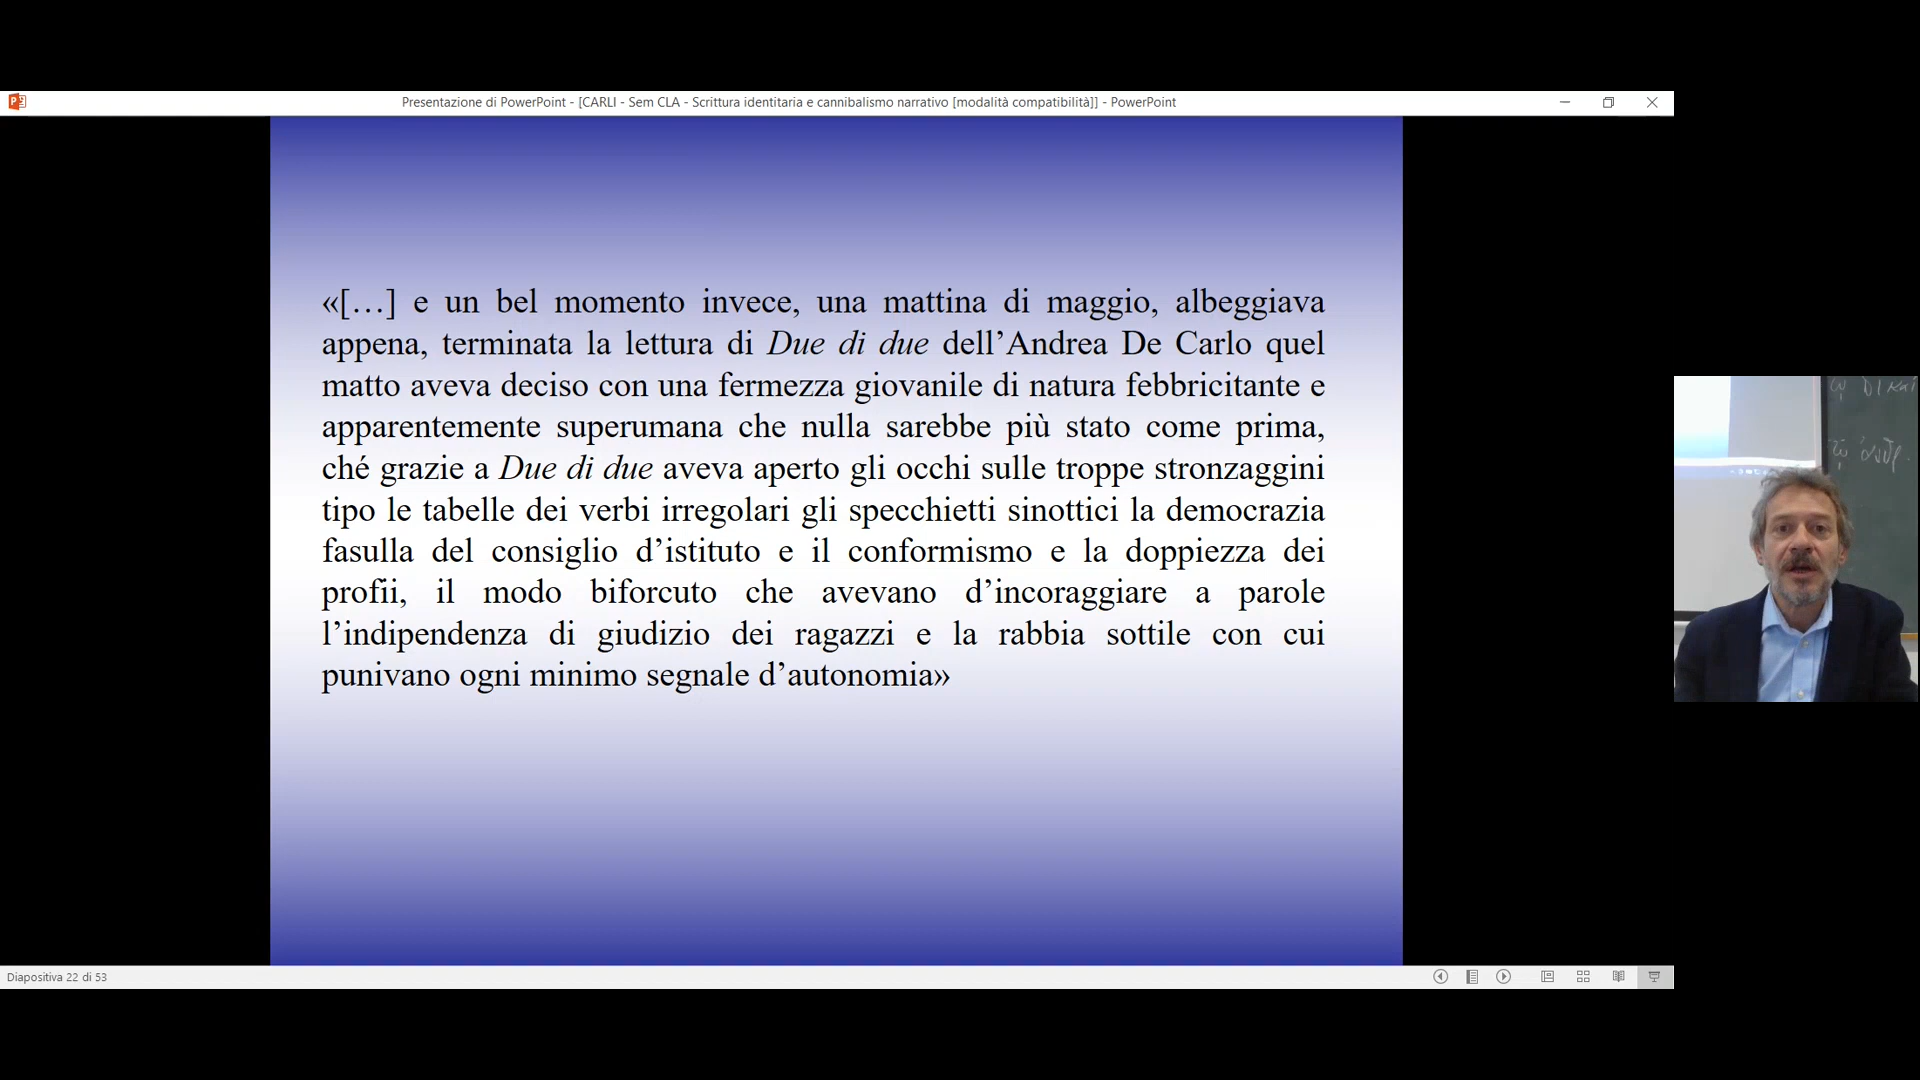 Presentazione di PowerPoint - [CARLI - Sem CLA - Scrittura identitaria e cannibalismo narrativo [modalità compatibilità]] - PowerPoint
«[…] e un bel momento invece, una mattina di maggio, albeggiava
appena, terminata la lettura di Due di due dell’Andrea De Carlo quel
matto aveva deciso con una fermezza giovanile di natura febbricitante e
apparentemente superumana che nulla sarebbe più stato come prima,
ché grazie a Due di due aveva aperto gli occhi sulle troppe stronzaggini
tipo le tabelle dei verbi irregolari gli specchietti sinottici la democrazia
fasulla del consiglio d’istituto e il conformismo e la doppiezza dei
profii, il modo biforcuto che avevano d’incoraggiare a parole
l’indipendenza di giudizio dei ragazzi e la rabbia sottile con cui
punivano ogni minimo segnale d’autonomia»
Diapositiva 22 di 53